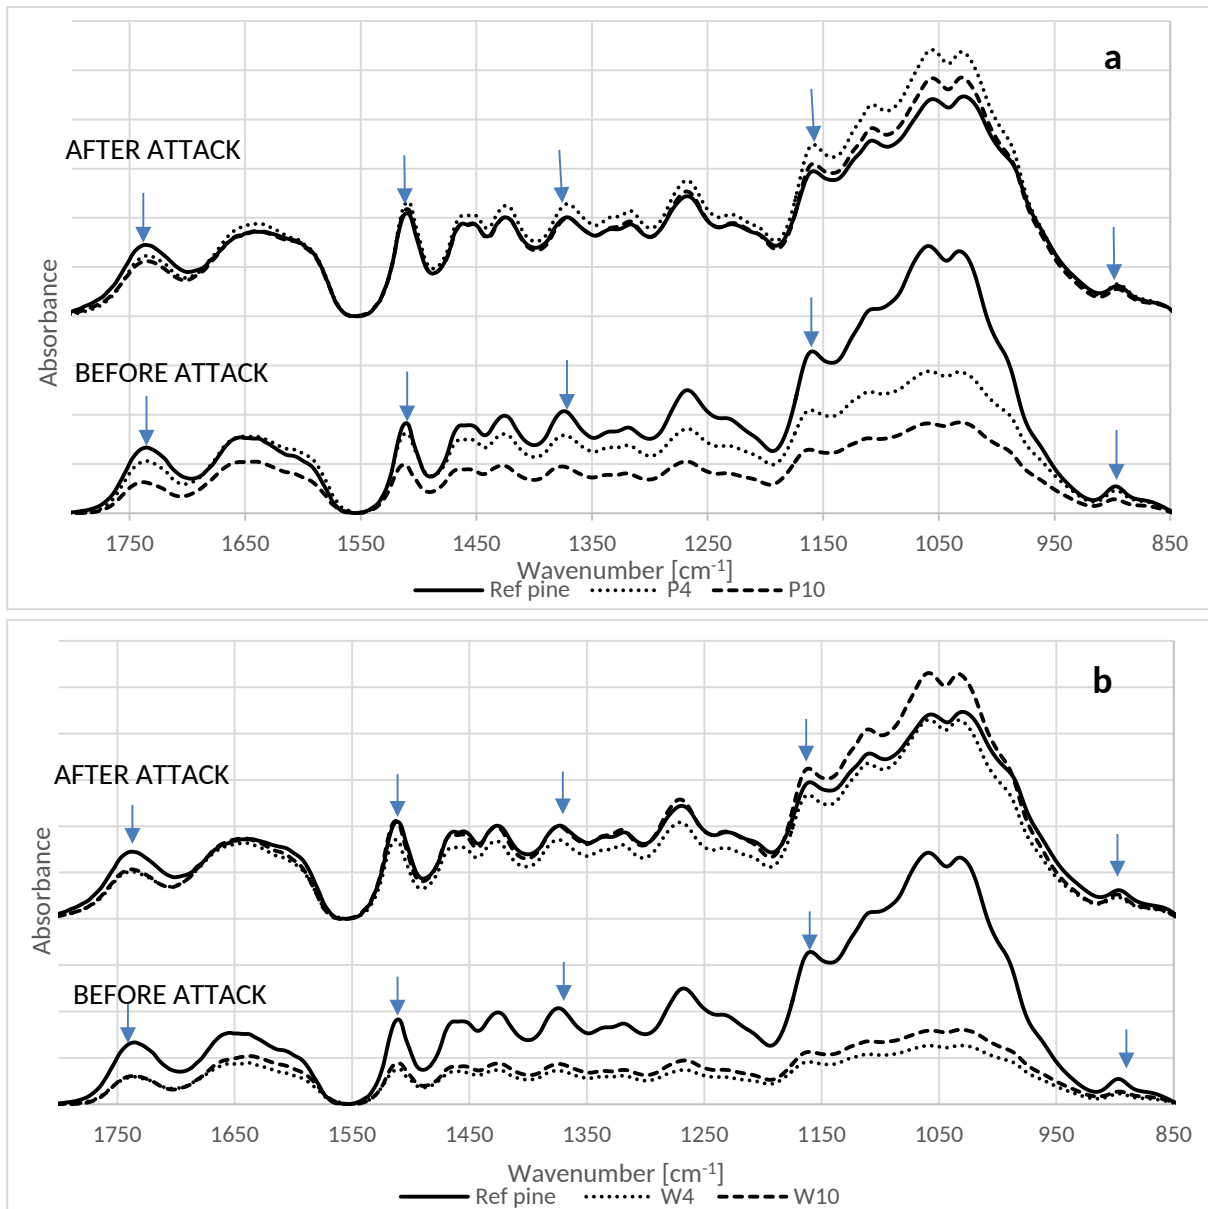 a
AFTER ATTACK
Absorbance
BEFORE ATTACK
1750 1650 1550 1450 1350 1250 1150 1050 950 850
Wavenumber [cm-1]
Ref pine P4 P10
b
AFTER ATTACK
Absorbance
BEFORE ATTACK
1750 1650 1550 1450 1350 1250 1150 1050 950 850
Wavenumber [cm-1]
Ref pine W4 W10